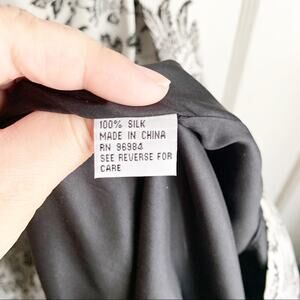 100% SILK
MADE IN CHINA
RN 96984
SEE REVERSE FOR
CARE